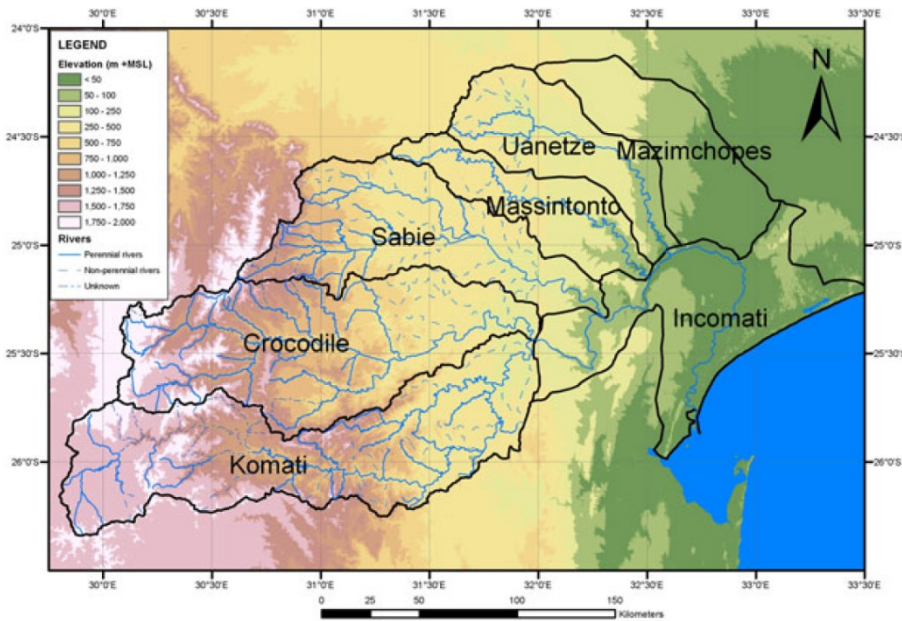 30°0'E 30°30'E 31°0'E 31°30'E 32°0'E 32°30'E 33°0'E 33°30'E
24°0'S
24°30'S
25°0'S
25°30'S
26°0'S
LEGEND
Elevation (m +MSL)
< 50
50 - 100
100 - 250
250 - 500
500 - 750
750 - 1.000
1,000 - 1,250
1,250 - 1,500
1,500 - 1,750
1,750 - 2.000
Rivers
Perennial rivers
Non-perennial rivers
Unknown
N
Uanetze
Mazimchopes
Massintonto
Sabie
Incomati
Crocodile
Komati
24°0'S
24°30'S
25°0'S
25°30'S
26°0'S
30°0'E 30°30'E 31°0'E 31°30'E 32°0'E 32°30'E 33°0'E 33°30'E
0 25 50 100 150
Kilometers